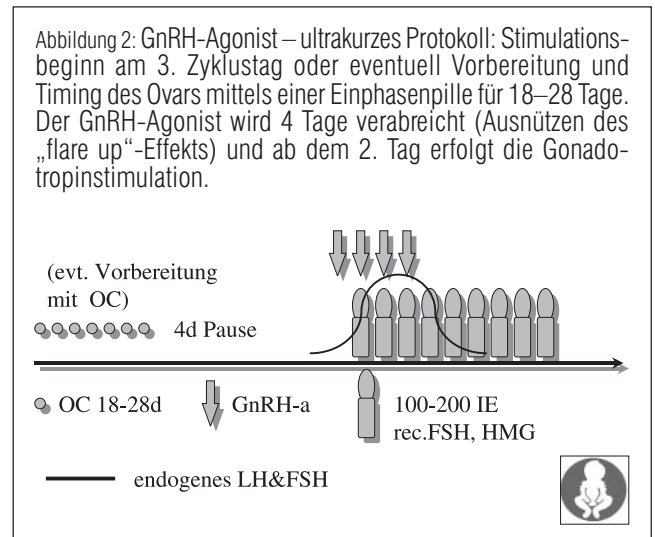 Abbildung 2: GnRH-Agonist – ultrakurzes Protokoll: Stimulations-
beginn am 3. Zyklustag oder eventuell Vorbereitung und
Timing des Ovars mittels einer Einphasenpille für 18–28 Tage.
Der GnRH-Agonist wird 4 Tage verabreicht (Ausnützen des
„flare up“-Effekts) und ab dem 2. Tag erfolgt die Gonado-
tropinstimulation.
(evt. Vorbereitung
mit OC)
4d Pause
OC 18-28d
GnRH-a
100-200 IE
rec.FSH, HMG
endogenes LH&FSH